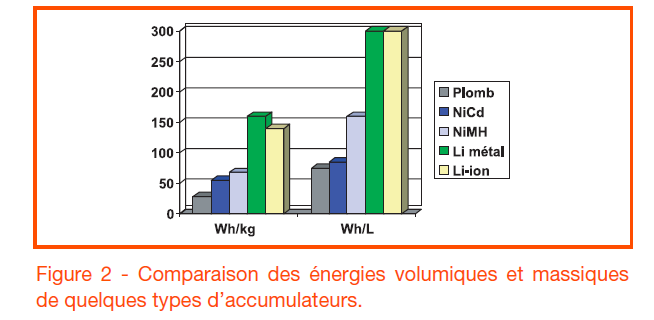 300
250
200
150
100
50
0
Wh/kg Wh/L
Plomb
NiCd
NiMH
Li métal
Li-ion
Figure 2 - Comparaison des énergies volumiques et massiques
de quelques types d'accumulateurs.